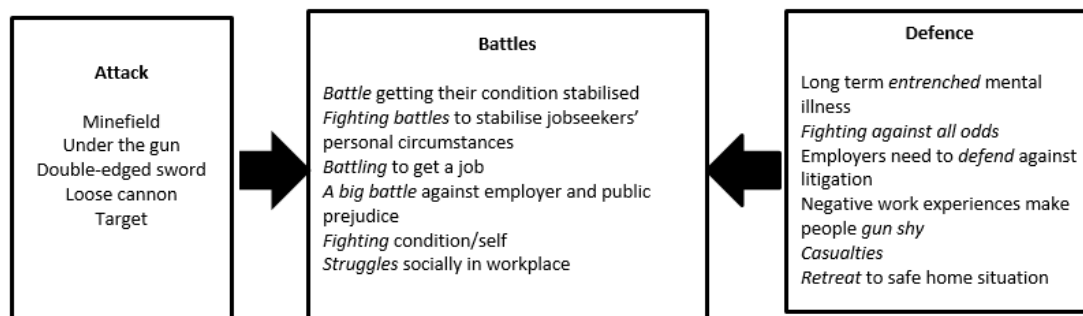 Attack
Minefield
Under the gun
Double-edged sword
Loose cannon
Target
Battles
Battle getting their condition stabilised
Fighting battles to stabilise jobseekers'
personal circumstances
Battling to get a job
A big battle against employer and public
prejudice
Fighting condition/self
Struggles socially in workplace
Defence
Long term entrenched mental
illness
Fighting against all odds
Employers need to defend against
litigation
Negative work experiences make
people gun shy
Casualties
Retreat to safe home situation